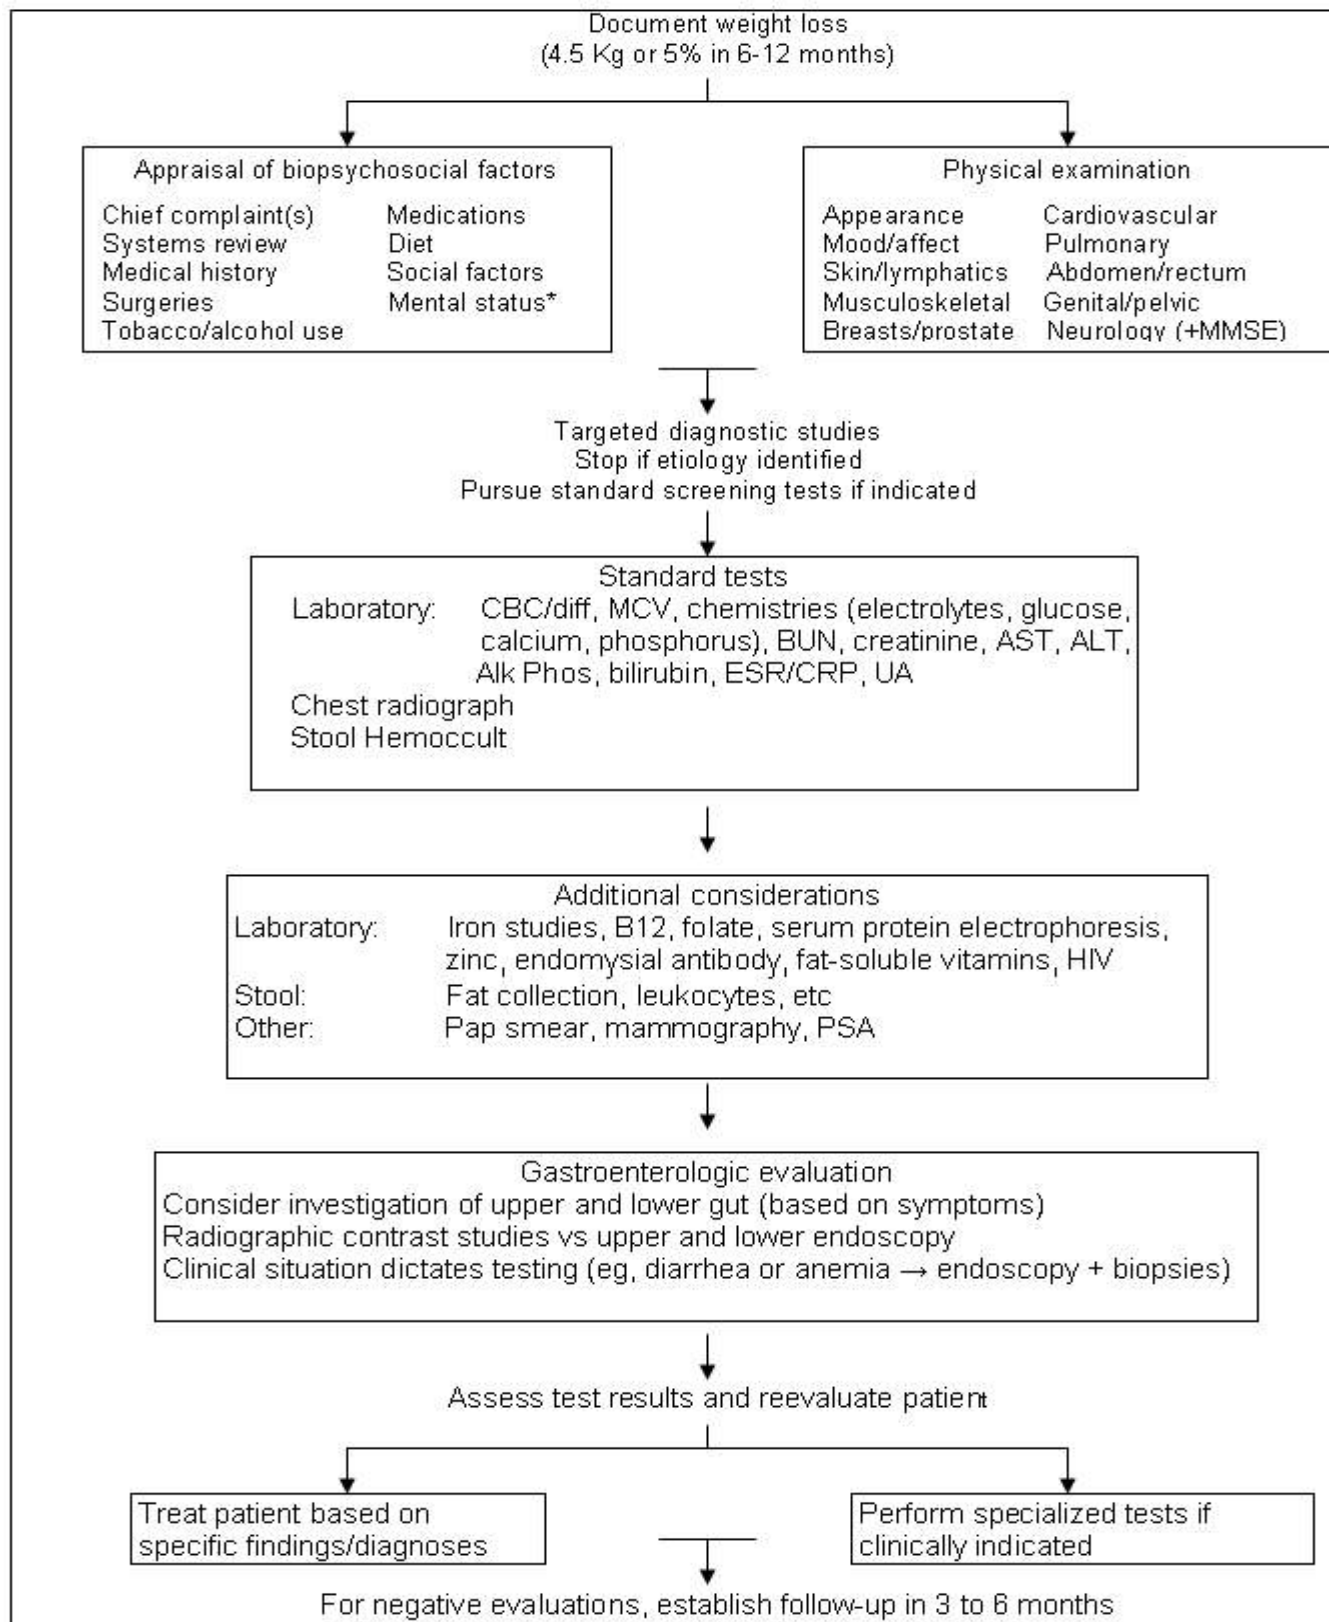 Document weight loss
(4.5 Kg or 5% in 6-12 months)
Appraisal of biopsychosocial factors
Chief complaint(s) Medications
Systems review Diet
Medical history Social factors
Surgeries Mental status*
Tobacco/alcohol use
Physical examination
Appearance Cardiovascular
Mood/affect Pulmonary
Skin/lymphatics Abdomen/rectum
Musculoskeletal Genital/pelvic
Breasts/prostate Neurology (+MMSE)
Targeted diagnostic studies
Stop if etiology identified
Pursue standard screening tests if indicated
Standard tests
Laboratory: CBC/diff, MCV, chemistries (electrolytes, glucose,
calcium, phosphorus), BUN, creatinine, AST, ALT,
Alk Phos, bilirubin, ESR/CRP, UA
Chest radiograph
Stool Hemoccult
Additional considerations
Laboratory: Iron studies, B12, folate, serum protein electrophoresis,
zinc, endomysial antibody, fat-soluble vitamins, HIV
Stool: Fat collection, leukocytes, etc
Other: Pap smear, mammography, PSA
Gastroenterologic evaluation
Consider investigation of upper and lower gut (based on symptoms)
Radiographic contrast studies vs upper and lower endoscopy
Clinical situation dictates testing (eg, diarrhea or anemia → endoscopy + biopsies)
Assess test results and reevaluate patient
Treat patient based on
specific findings/diagnoses
Perform specialized tests if
clinically indicated
For negative evaluations, establish follow-up in 3 to 6 months